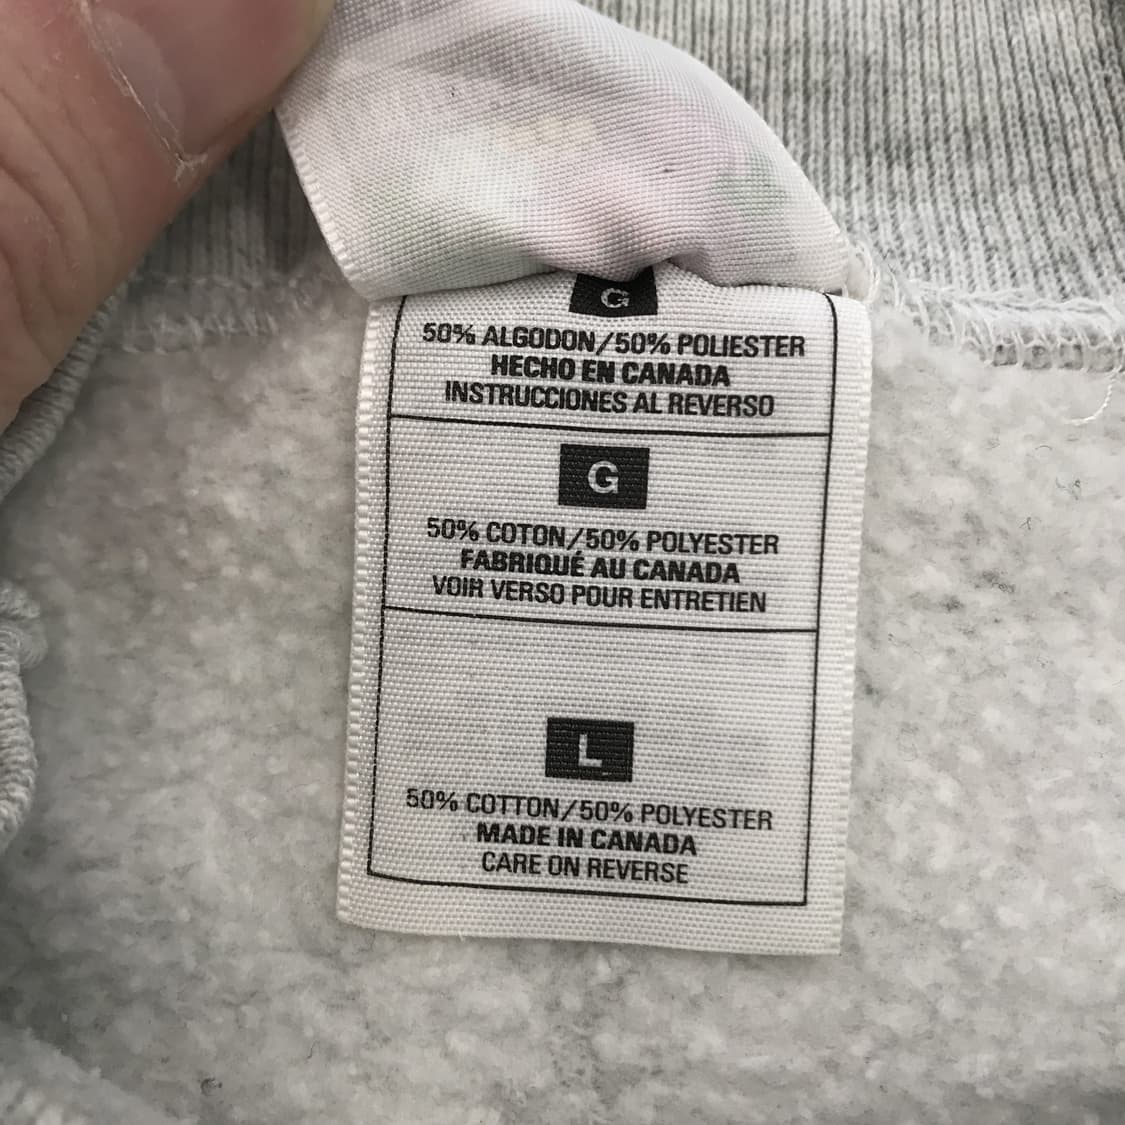 G
50% ALGODON/50% POLIESTER
HECHO EN CANADA
INSTRUCCIONES AL REVERSO
G
50% COTON/50% POLYESTER
FABRIQUÉ AU CANADA
VOIR VERSO POUR ENTRETIEN
L
50% COTTON/50% POLYESTER
MADE IN CANADA
CARE ON REVERSE